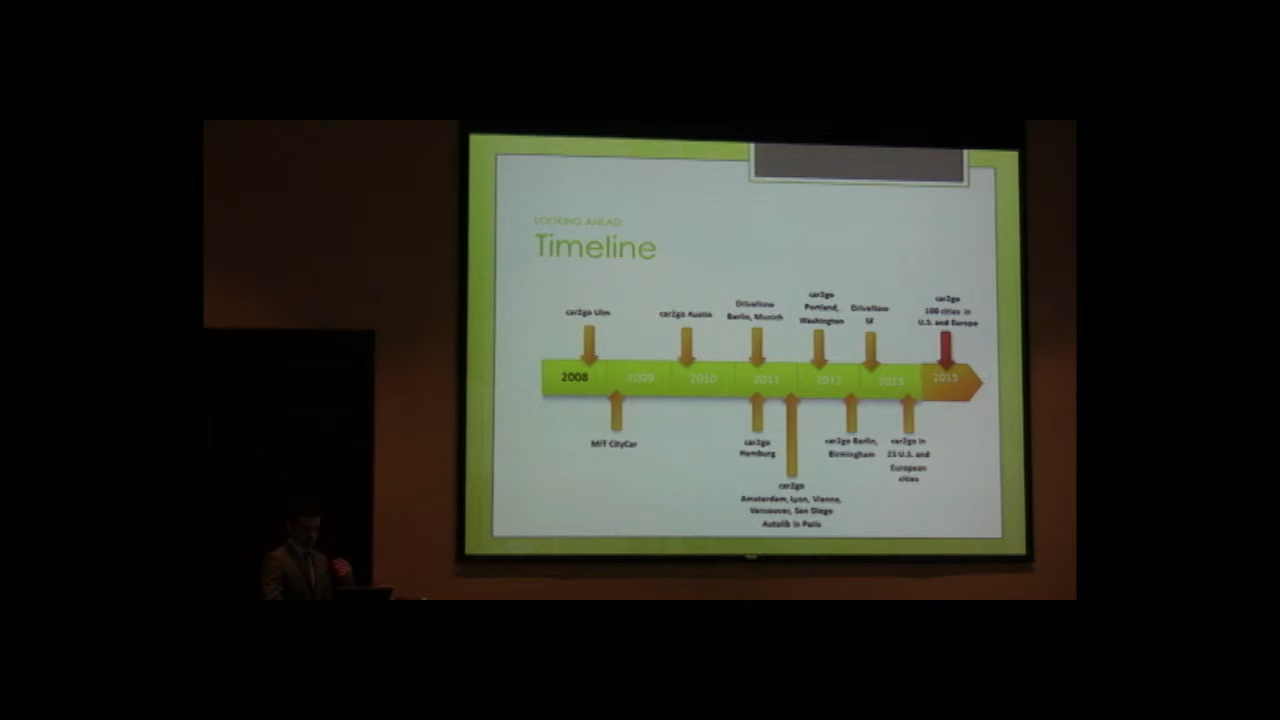 LOOKING AHEAD
Timeline
car2go Ulm
car2go Austin
DriveNow
Berlin, Munich
car2go
Portland,
Washington
DriveNow
SF
car2go
100 cities in
U.S. and Europe
2008
2009
2010
2011
2012
2013
2015
MIT CityCar
car2go
Hamburg
car2go
Amsterdam, Lyon, Vienna,
Vancouver, San Diego
Autolib in Paris
car2go Berlin,
Birmingham
car2go in
25 U.S. and
European
cities